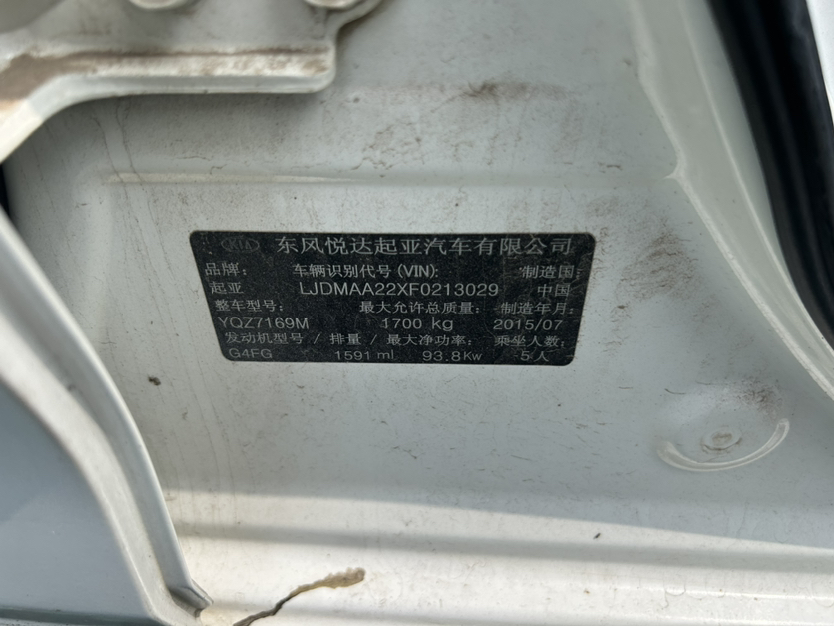 KIA 东风悦达起亚汽车有限公司
品牌: 车辆识别代号(VIN): 制造国:
起亚 LJDMAA22XF0213029 中国
整车型号: 最大允许总质量: 制造年月:
YQZ7169M 1700 kg 2015/07
发动机型号 / 排量 / 最大净功率: 乘坐人数:
G4FG 1591 ml 93.8Kw 5人